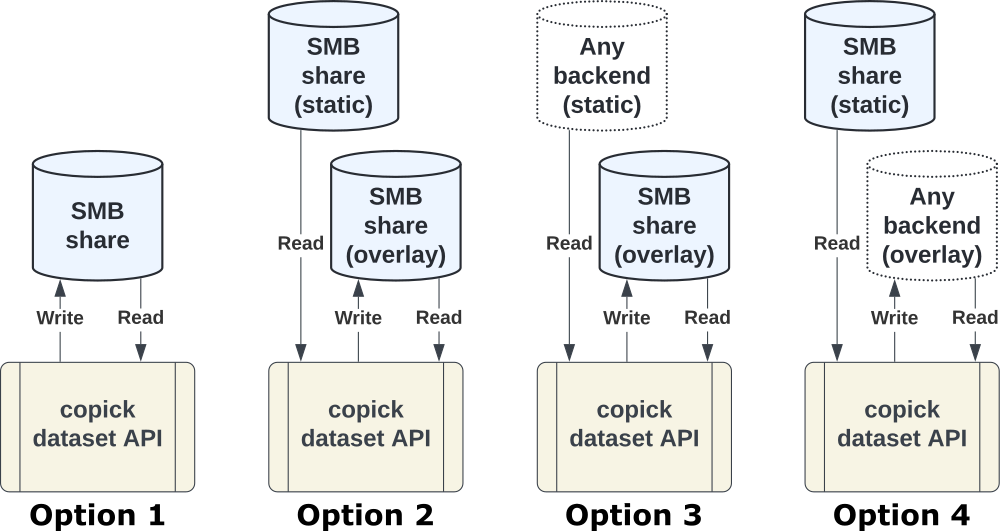 SMB
share
Write
Read
copick
dataset API
Option 1
SMB
share
(static)
Read
SMB
share
(overlay)
Write
Read
copick
dataset API
Option 2
Any
backend
(static)
Read
SMB
share
(overlay)
Write
Read
copick
dataset API
Option 3
SMB
share
(static)
Read
Any
backend
(overlay)
Write
Read
copick
dataset API
Option 4